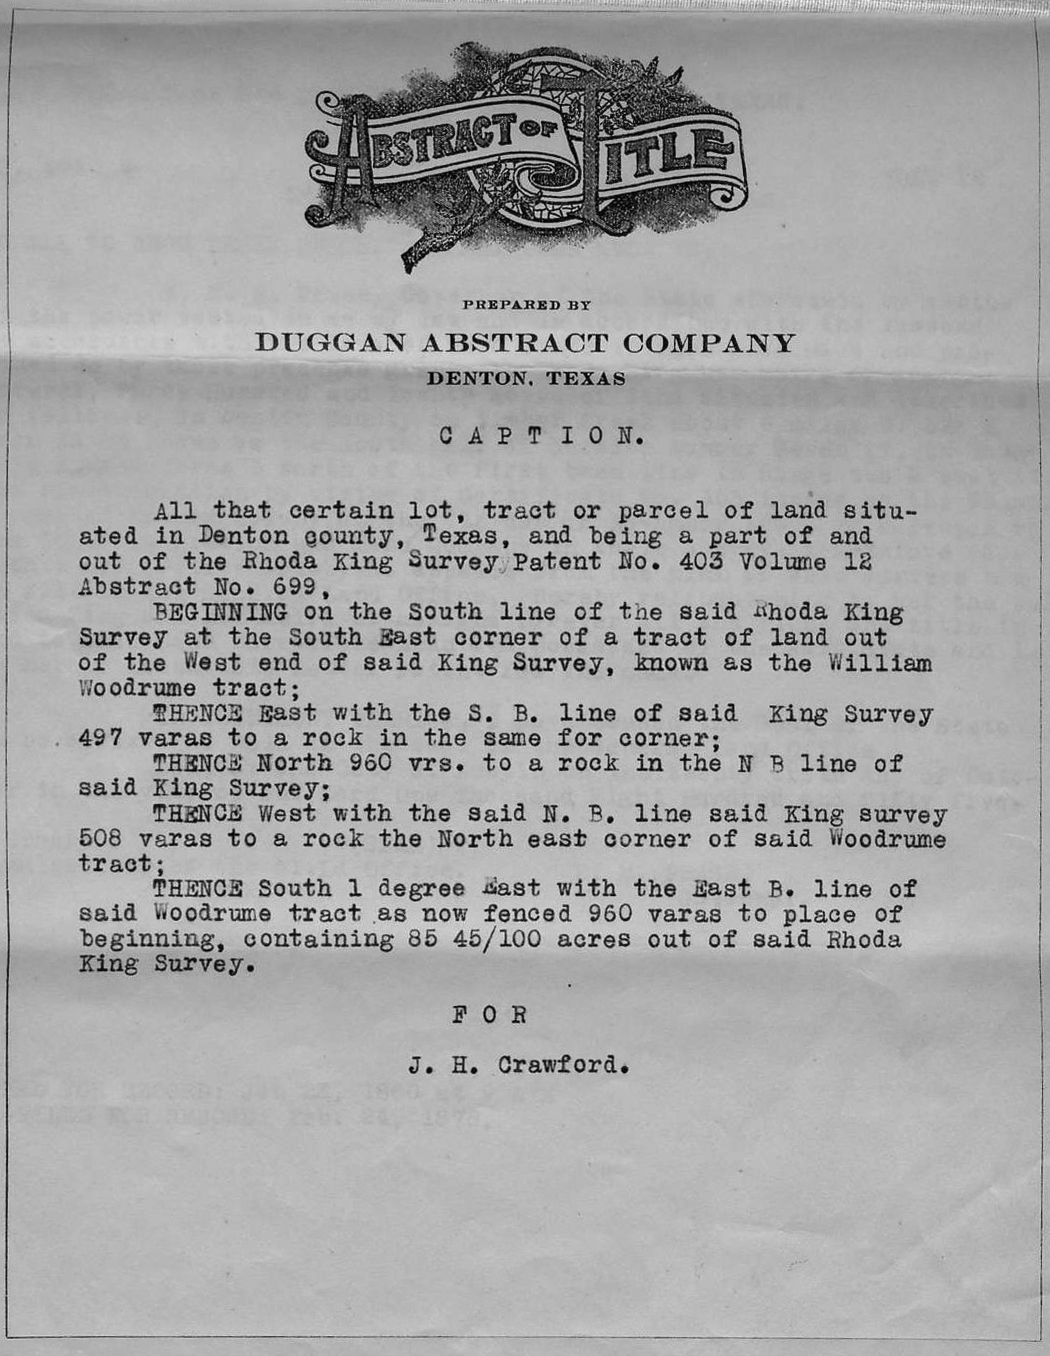 ABSTRACT OF TITLE
PREPARED BY
DUGGAN ABSTRACT COMPANY
DENTON, TEXAS
C A P T I O N.
All that certain lot, tract or parcel of land situ-
ated in Denton county, Texas, and being a part of and
out of the Rhoda King Survey Patent No. 403 Volume 12
Abstract No. 699,
BEGINNING on the South line of the said Rhoda King
Survey at the South East corner of a tract of land out
of the West end of said King Survey, known as the William
Woodrume tract;
THENCE East with the S. B. line of said King Survey
497 varas to a rock in the same for corner;
THENCE North 960 vrs. to a rock in the N B line of
said King Survey;
THENCE West with the said N. B. line said King survey
508 varas to a rock the North east corner of said Woodrume
tract;
THENCE South 1 degree East with the East B. line of
said Woodrume tract as now fenced 960 varas to place of
beginning, containing 85 45/100 acres out of said Rhoda
King Survey.
F O R
J. H. Crawford.